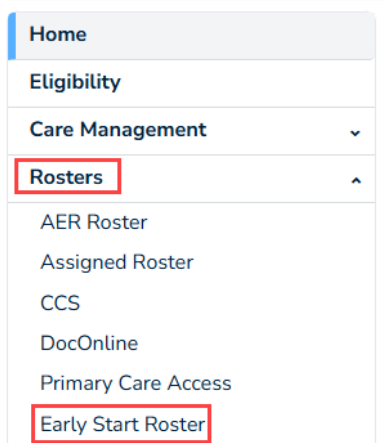 Home
Eligibility
Care Management
Rosters
AER Roster
Assigned Roster
CCS
DocOnline
Primary Care Access
Early Start Roster